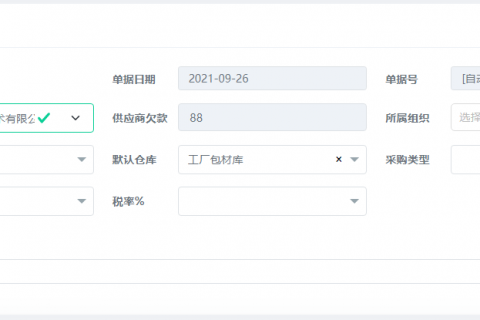 单据日期 2021-09-26 单据号 [自
术有限公 供应商欠款 88 所属组织 选择
默认仓库 工厂包材库 × 采购类型
税率%